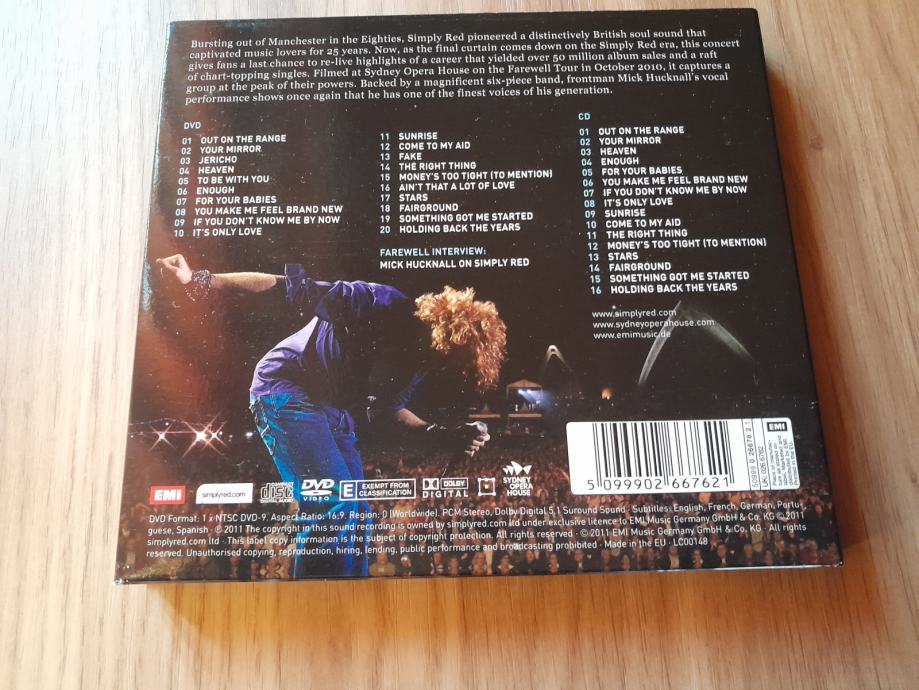 Bursting out of Manchester in the Eighties, Simply Red pioneered a distinctively British soul sound that
captivated music lovers for 25 years. Now, as the final curtain comes down on the Simply Red era, this concert
gives fans a last chance to re-live highlights of a career that yielded over 50 million album sales and a raft
of chart-topping singles. Filmed at Sydney Opera House on the Farewell Tour in October 2010, it captures a
group at the peak of their powers. Backed by a magnificent six-piece band, frontman Mick Hucknall's vocal
performance shows once again that he has one of the finest voices of his generation.
DVD
01 OUT ON THE RANGE
02 YOUR MIRROR
03 JERICHO
04 HEAVEN
05 TO BE WITH YOU
06 ENOUGH
07 FOR YOUR BABIES
08 YOU MAKE ME FEEL BRAND NEW
09 IF YOU DON'T KNOW ME BY NOW
10 IT'S ONLY LOVE
11 SUNRISE
12 COME TO MY AID
13 FAKE
14 THE RIGHT THING
15 MONEY'S TOO TIGHT (TO MENTION)
16 AIN'T THAT A LOT OF LOVE
17 STARS
18 FAIRGROUND
19 SOMETHING GOT ME STARTED
20 HOLDING BACK THE YEARS
FAREWELL INTERVIEW:
MICK HUCKNALL ON SIMPLY RED
CD
01 OUT ON THE RANGE
02 YOUR MIRROR
03 HEAVEN
04 ENOUGH
05 FOR YOUR BABIES
06 YOU MAKE ME FEEL BRAND NEW
07 IF YOU DON'T KNOW ME BY NOW
08 IT'S ONLY LOVE
09 SUNRISE
10 COME TO MY AID
11 THE RIGHT THING
12 MONEY'S TOO TIGHT (TO MENTION)
13 STARS
14 FAIRGROUND
15 SOMETHING GOT ME STARTED
16 HOLDING BACK THE YEARS
www.simplyred.com
www.sydneyoperahouse.com
www.emimusic.de
EMI
5 099902 667621
5099 9 0 26676 2 1
EMI
simplyred.com
COMPACT disc DIGITAL AUDIO
DVD VIDEO
E EXEMPT FROM CLASSIFICATION
DOLBY DIGITAL
SYDNEY OPERA HOUSE
DVD Format: 1 x NTSC DVD-9. Aspect Ratio: 16:9. Region: 0 (Worldwide). PCM Stereo, Dolby Digital 5.1 Suround Sound · Subtitles: English, French, German, Portu
guese, Spanish · ℗ 2011 The copyright in this sound recording is owned by simplyred.com ltd under exclusive licence to EMI Music Germany GmbH & Co. KG © 2011
simplyred.com ltd · This label copy information is the subject of copyright protection. All rights reserved. · © 2011 EMI Music Germany GmbH & Co. KG · All rights
reserved. Unauthorised copying, reproduction, hiring, lending, public performance and broadcasting prohibited · Made in the EU · LC00148